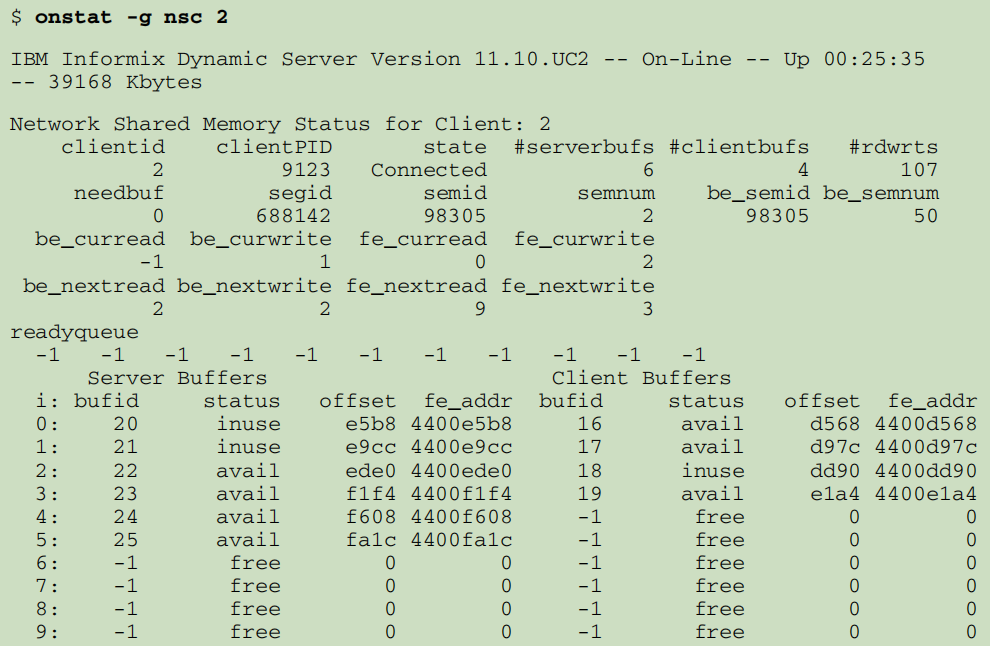 $ onstat -g nsc 2
IBM Informix Dynamic Server Version 11.10.UC2 -- On-Line -- Up 00:25:35
-- 39168 Kbytes
Network Shared Memory Status for Client: 2
clientid clientPID state #serverbufs #clientbufs #rdwrts
2 9123 Connected 6 4 107
needbuf segid semid semnum be_semid be_semnum
0 688142 98305 2 98305 50
be_curread be_curwrite fe_curread fe_curwrite
-1 1 0 2
be_nextread be_nextwrite fe_nextread fe_nextwrite
2 2 9 3
readyqueue
-1 -1 -1 -1 -1 -1 -1 -1 -1 -1 -1
Server Buffers Client Buffers
i: bufid status offset fe_addr bufid status offset fe_addr
0: 20 inuse e5b8 4400e5b8 16 avail d568 4400d568
1: 21 inuse e9cc 4400e9cc 17 avail d97c 4400d97c
2: 22 avail ede0 4400ede0 18 inuse dd90 4400dd90
3: 23 avail f1f4 4400f1f4 19 avail e1a4 4400e1a4
4: 24 avail f608 4400f608 -1 free 0 0
5: 25 avail fa1c 4400fa1c -1 free 0 0
6: -1 free 0 0 -1 free 0 0
7: -1 free 0 0 -1 free 0 0
8: -1 free 0 0 -1 free 0 0
9: -1 free 0 0 -1 free 0 0